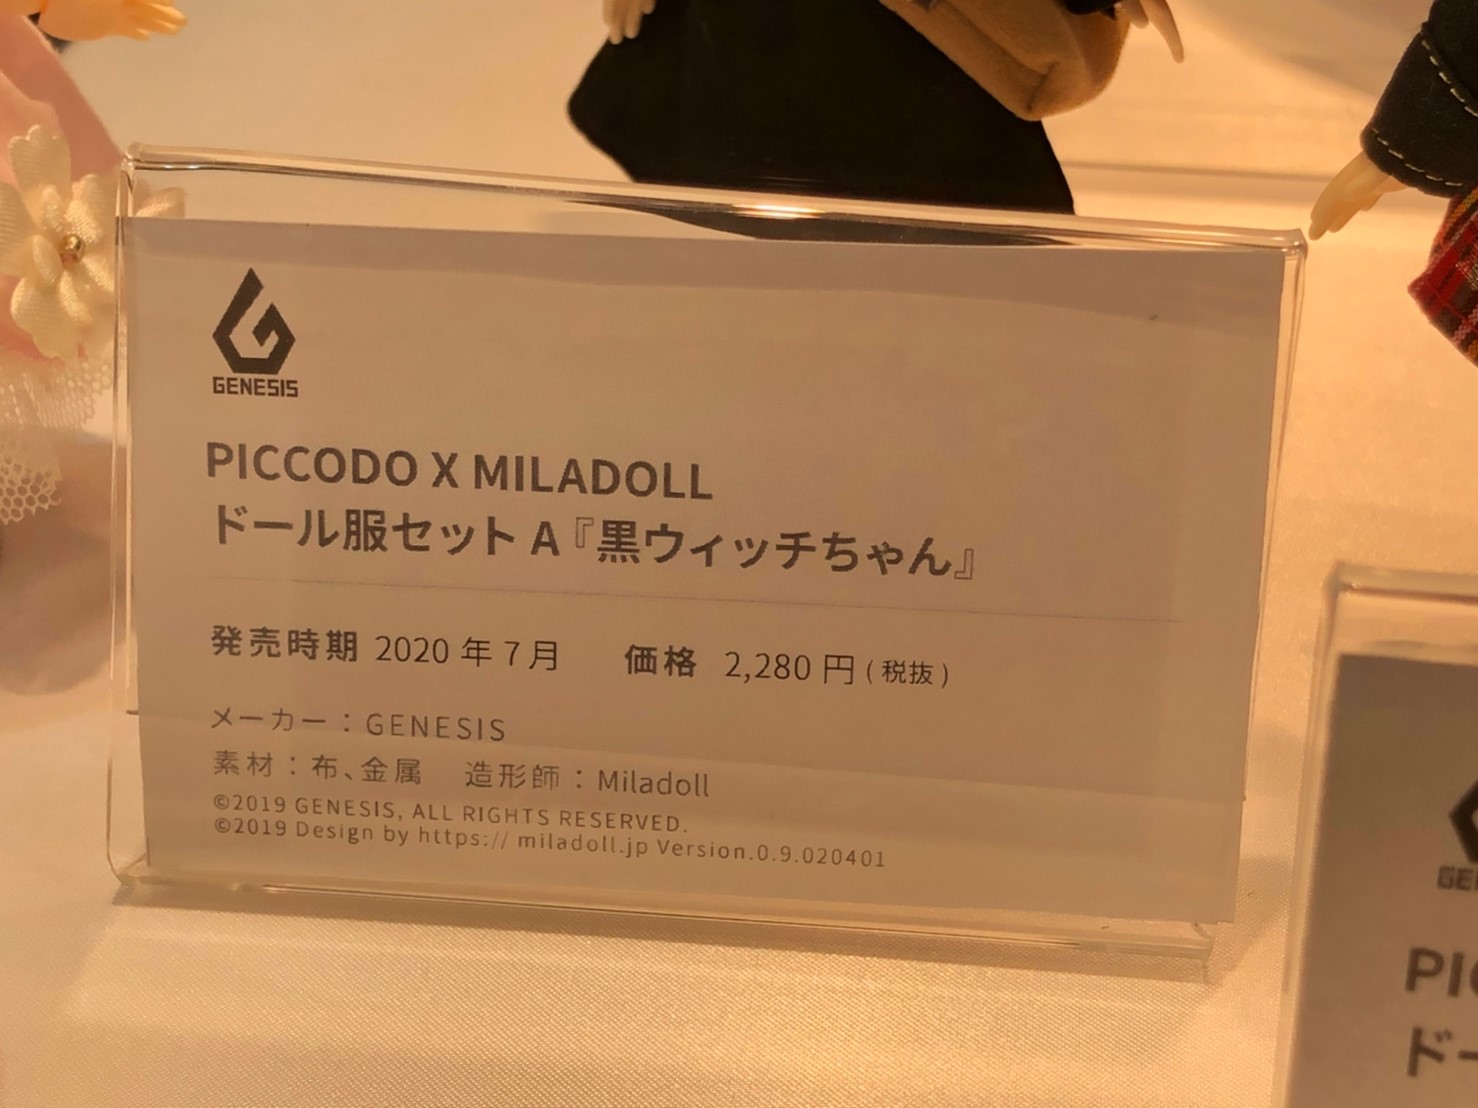 GENESIS
PICCODO X MILADOLL
ドール服セット A『黒ウィッチちゃん』
発売時期 2020 年 7 月 価格 2,280 円 (税抜)
メーカー：GENESIS
素材：布、金属 造形師：Miladoll
©2019 GENESIS, ALL RIGHTS RESERVED.
©2019 Design by https:// miladoll.jp Version.0.9.020401